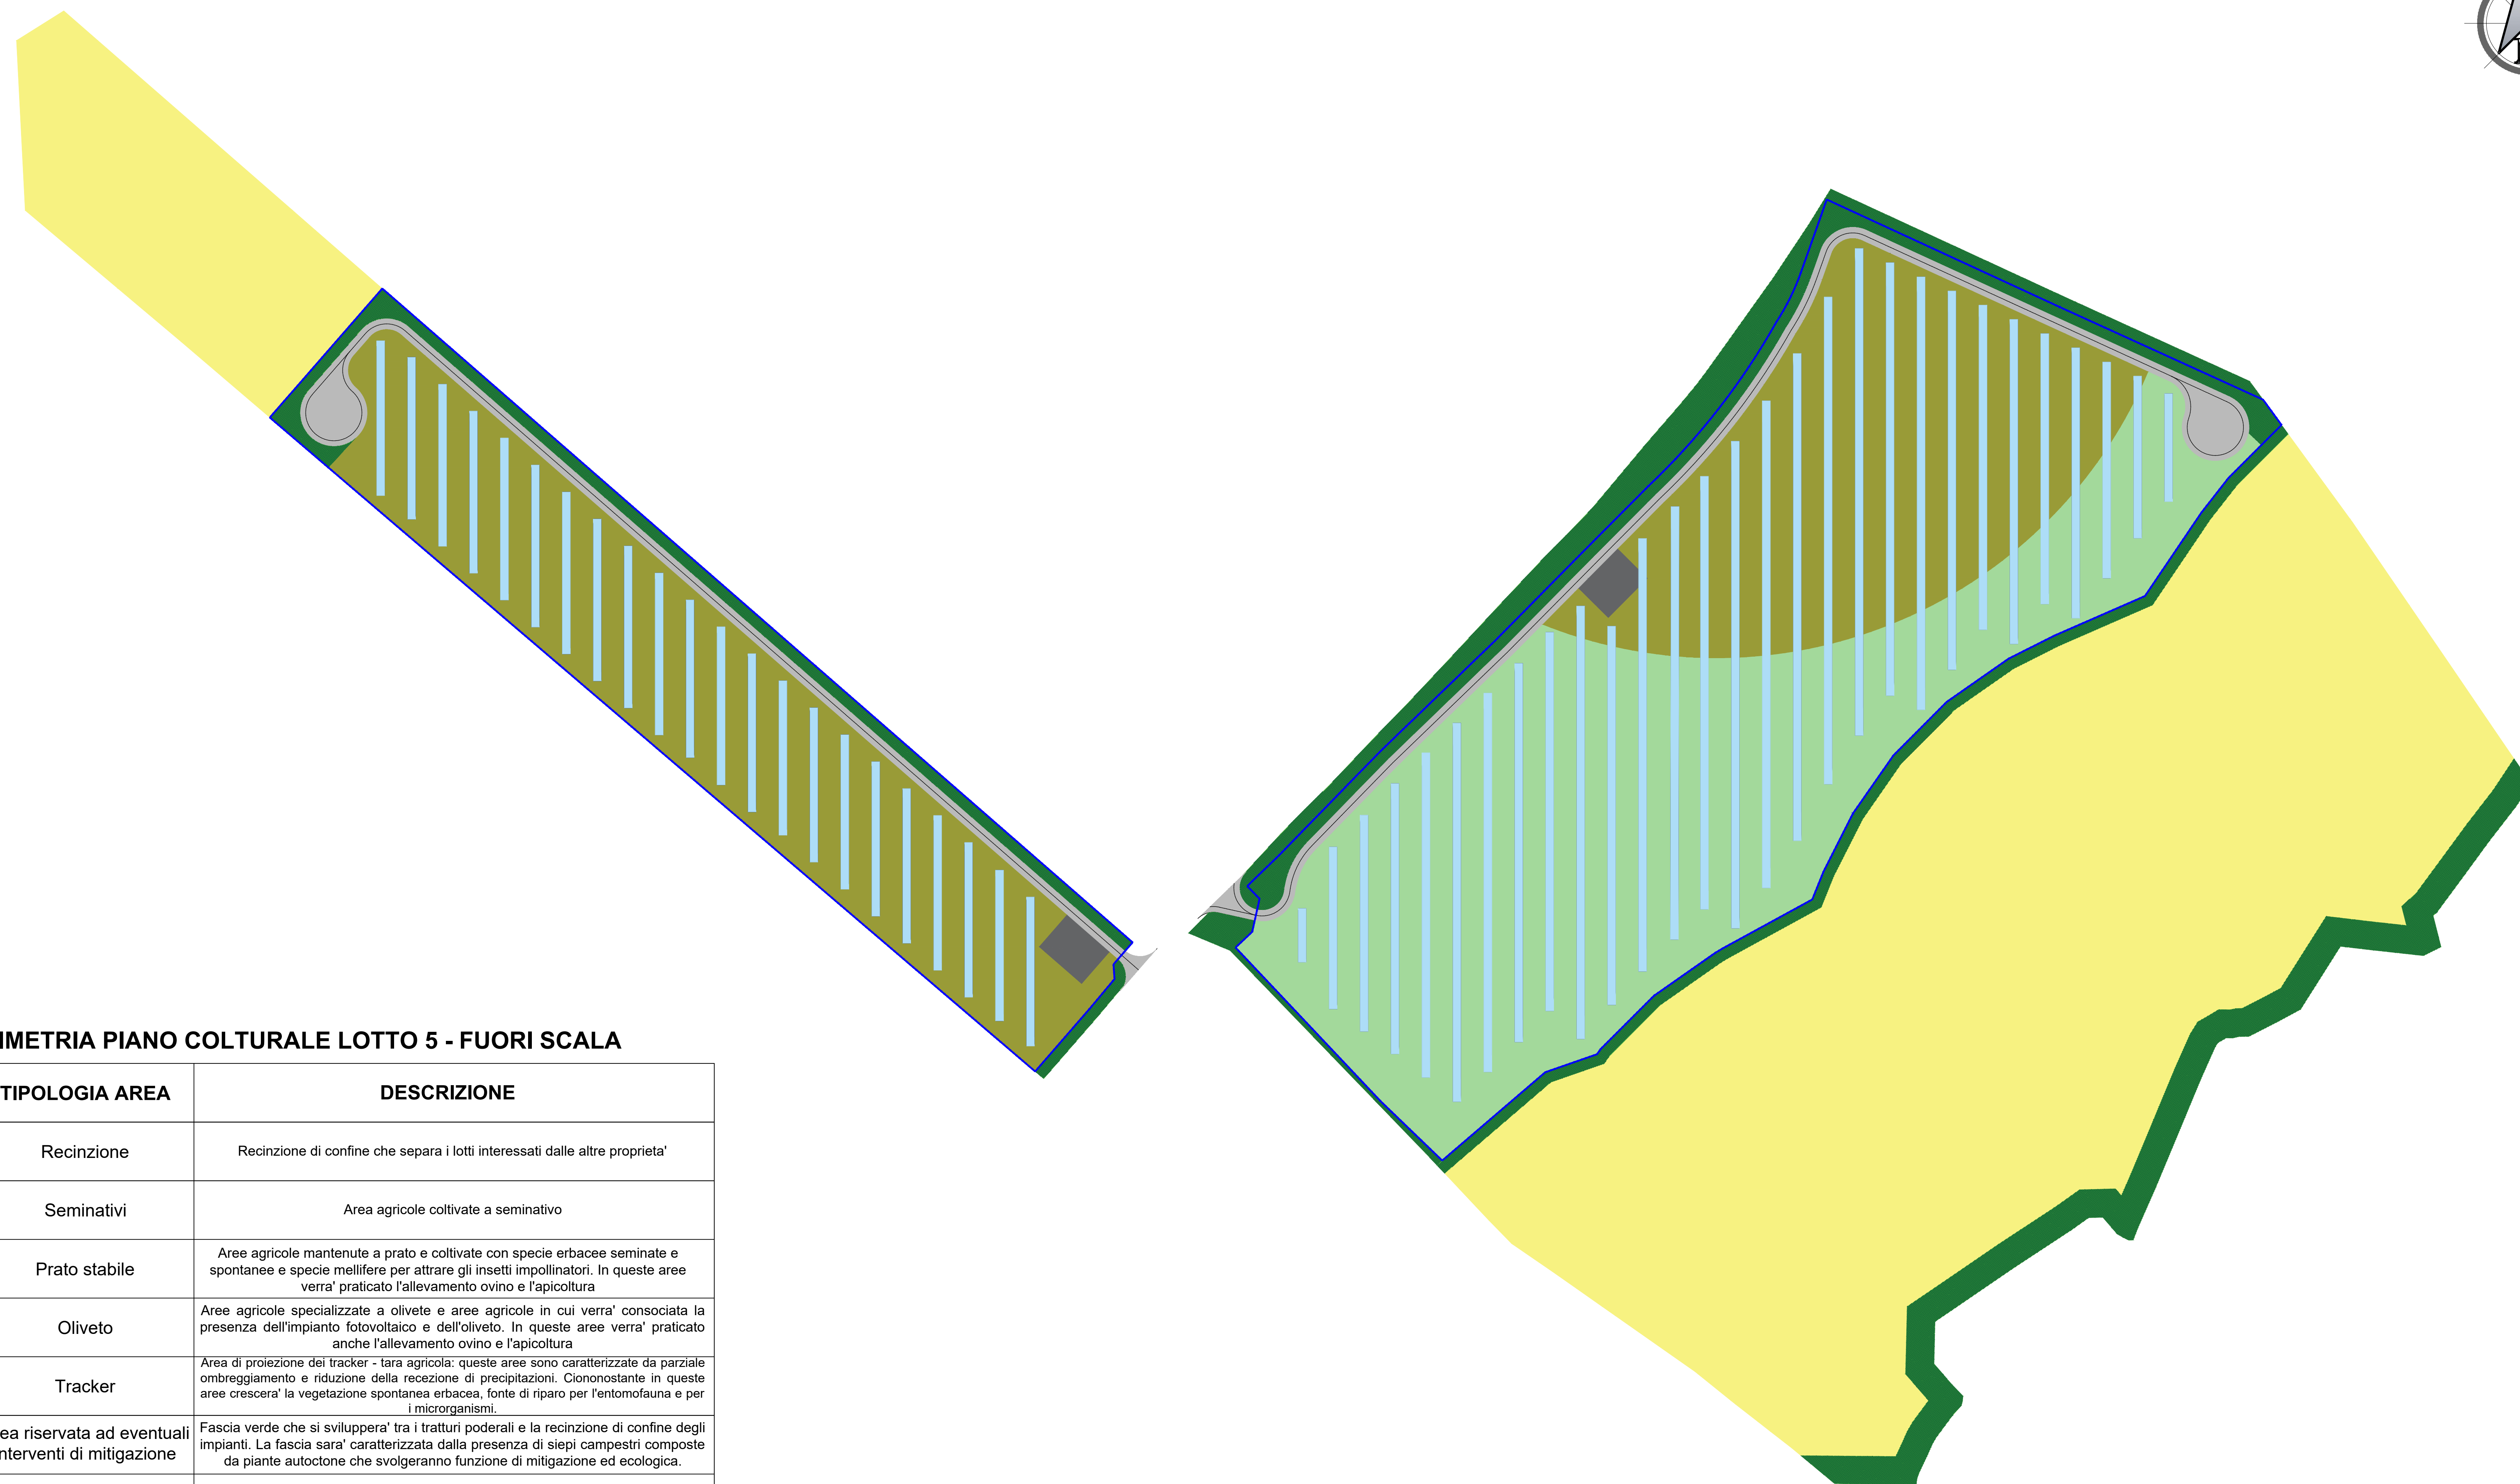 IMETRIA PIANO COLTURALE LOTTO 5 - FUORI SCALA
TIPOLOGIA AREA
DESCRIZIONE
Recinzione
Recinzione di confine che separa i lotti interessati dalle altre proprieta'
Seminativi
Area agricole coltivate a seminativo
Prato stabile
Aree agricole mantenute a prato e coltivate con specie erbacee seminate e
spontanee e specie mellifere per attrare gli insetti impollinatori. In queste aree
verra' praticato l'allevamento ovino e l'apicoltura
Oliveto
Aree agricole specializzate a olivete e aree agricole in cui verra' consociata la
presenza dell'impianto fotovoltaico e dell'oliveto. In queste aree verra' praticato
anche l'allevamento ovino e l'apicoltura
Tracker
Area di proiezione dei tracker - tara agricola: queste aree sono caratterizzate da parziale
ombreggiamento e riduzione della recezione di precipitazioni. Ciononostante in queste
aree crescera' la vegetazione spontanea erbacea, fonte di riparo per l'entomofauna e per
i microrganismi.
ea riservata ad eventuali
nterventi di mitigazione
Fascia verde che si sviluppera' tra i tratturi poderali e la recinzione di confine degli
impianti. La fascia sara' caratterizzata dalla presenza di siepi campestri composte
da piante autoctone che svolgeranno funzione di mitigazione ed ecologica.